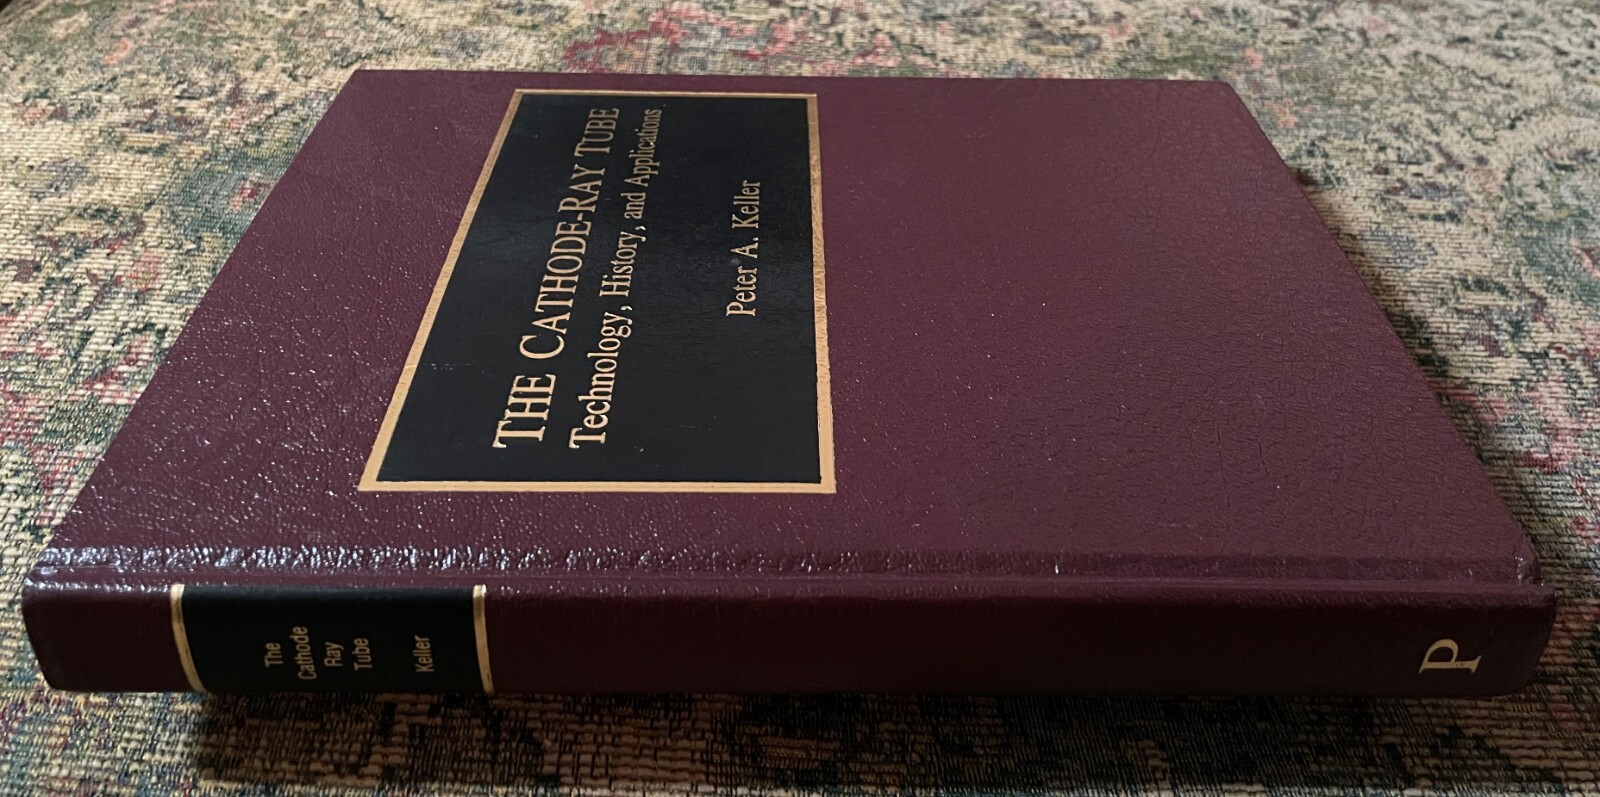 THE CATHODE-RAY TUBE
Technology, History, and Applications
Peter A. Keller
The
Cathode
Ray
Tube
Keller
P